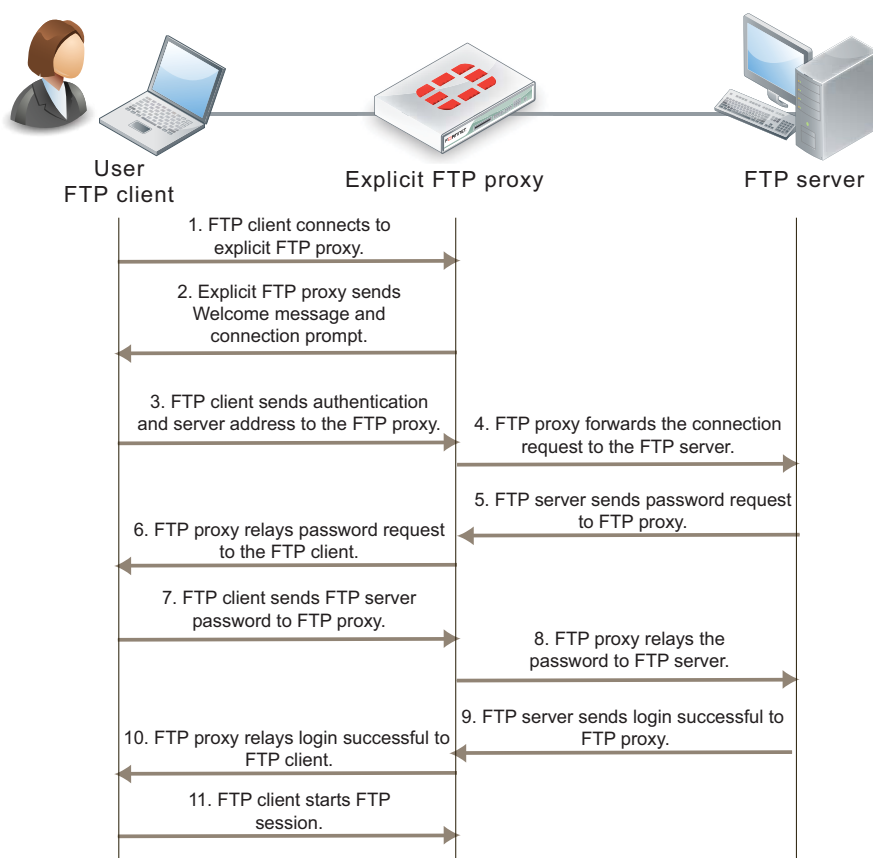 FORTINET
User
FTP client
Explicit FTP proxy
FTP server
1. FTP client connects to
explicit FTP proxy.
2. Explicit FTP proxy sends
Welcome message and
connection prompt.
3. FTP client sends authentication
and server address to the FTP proxy.
4. FTP proxy forwards the connection
request to the FTP server.
5. FTP server sends password request
to FTP proxy.
6. FTP proxy relays password request
to the FTP client.
7. FTP client sends FTP server
password to FTP proxy.
8. FTP proxy relays the
password to FTP server.
9. FTP server sends login successful to
FTP proxy.
10. FTP proxy relays login successful to
FTP client.
11. FTP client starts FTP
session.